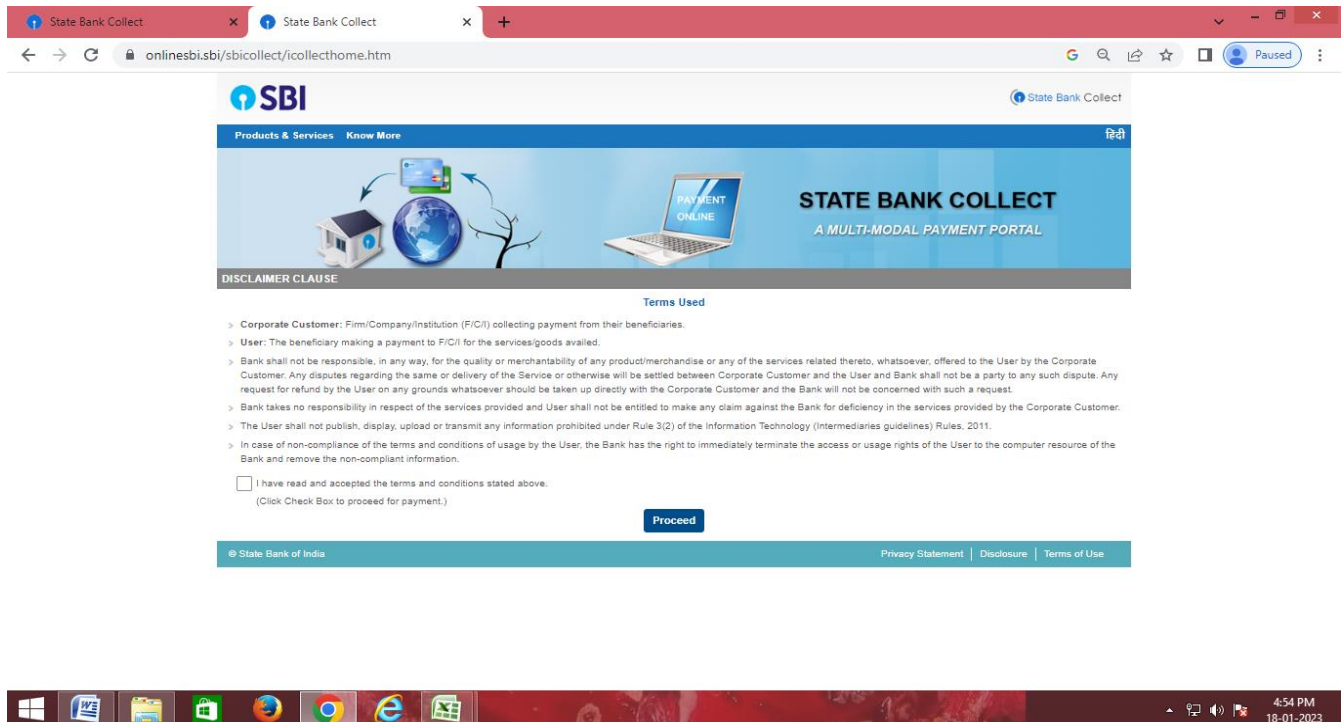 State Bank Collect
State Bank Collect
onlinesbi.sbi/sbicollect/icollecthome.htm
Paused
SBI
State Bank Collect
Products & Services Know More हिंदी
PAYMENT
ONLINE
STATE BANK COLLECT
A MULTI-MODAL PAYMENT PORTAL
DISCLAIMER CLAUSE
Terms Used
Corporate Customer: Firm/Company/Institution (F/C/I) collecting payment from their beneficiaries.
User: The beneficiary making a payment to F/C/I for the services/goods availed.
Bank shall not be responsible, in any way, for the quality or merchantability of any product/merchandise or any of the services related thereto, whatsoever, offered to the User by the Corporate
Customer. Any disputes regarding the same or delivery of the Service or otherwise will be settled between Corporate Customer and the User and Bank shall not be a party to any such dispute. Any
request for refund by the User on any grounds whatsoever should be taken up directly with the Corporate Customer and the Bank will not be concerned with such a request.
Bank takes no responsibility in respect of the services provided and User shall not be entitled to make any claim against the Bank for deficiency in the services provided by the Corporate Customer.
The User shall not publish, display, upload or transmit any information prohibited under Rule 3(2) of the Information Technology (Intermediaries guidelines) Rules, 2011.
In case of non-compliance of the terms and conditions of usage by the User, the Bank has the right to immediately terminate the access or usage rights of the User to the computer resource of the
Bank and remove the non-compliant information.
I have read and accepted the terms and conditions stated above.
(Click Check Box to proceed for payment.)
Proceed
© State Bank of India Privacy Statement | Disclosure | Terms of Use
4:54 PM
18-01-2023